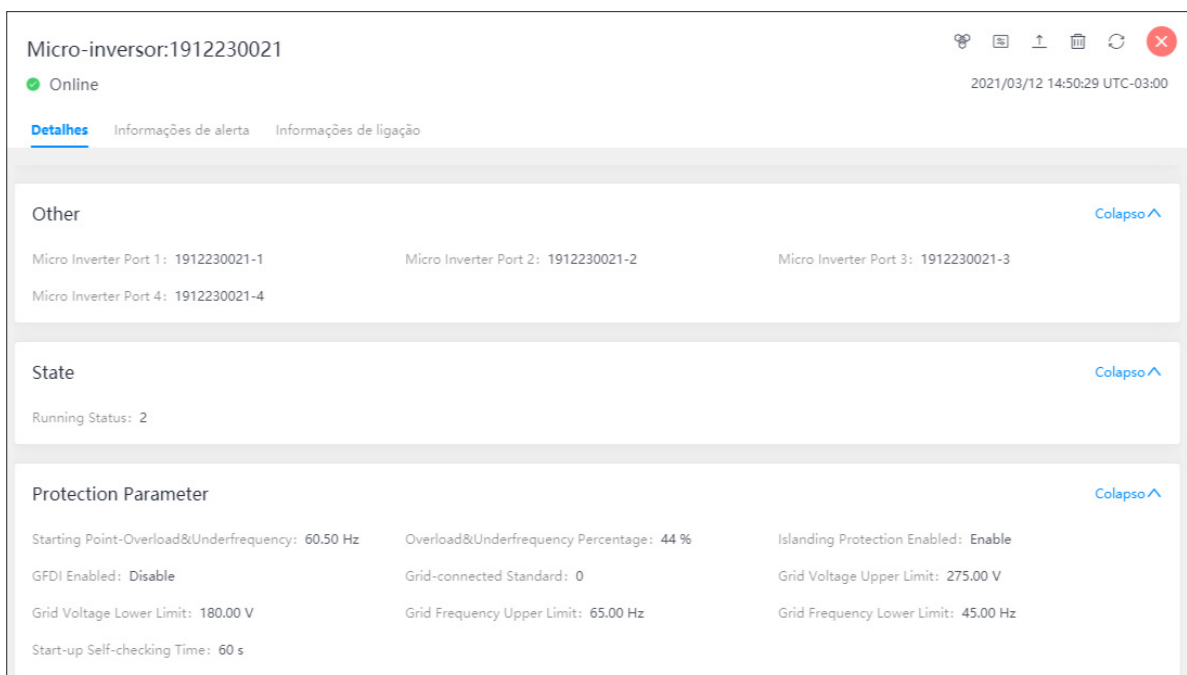 Micro-inversor:1912230021
Online
2021/03/12 14:50:29 UTC-03:00
Detalhes Informações de alerta Informações de ligação
Other Colapso
Micro Inverter Port 1: 1912230021-1 Micro Inverter Port 2: 1912230021-2 Micro Inverter Port 3: 1912230021-3
Micro Inverter Port 4: 1912230021-4
State Colapso
Running Status: 2
Protection Parameter Colapso
Starting Point-Overload&Underfrequency: 60.50 Hz Overload&Underfrequency Percentage: 44 % Islanding Protection Enabled: Enable
GFDI Enabled: Disable Grid-connected Standard: 0 Grid Voltage Upper Limit: 275.00 V
Grid Voltage Lower Limit: 180.00 V Grid Frequency Upper Limit: 65.00 Hz Grid Frequency Lower Limit: 45.00 Hz
Start-up Self-checking Time: 60 s